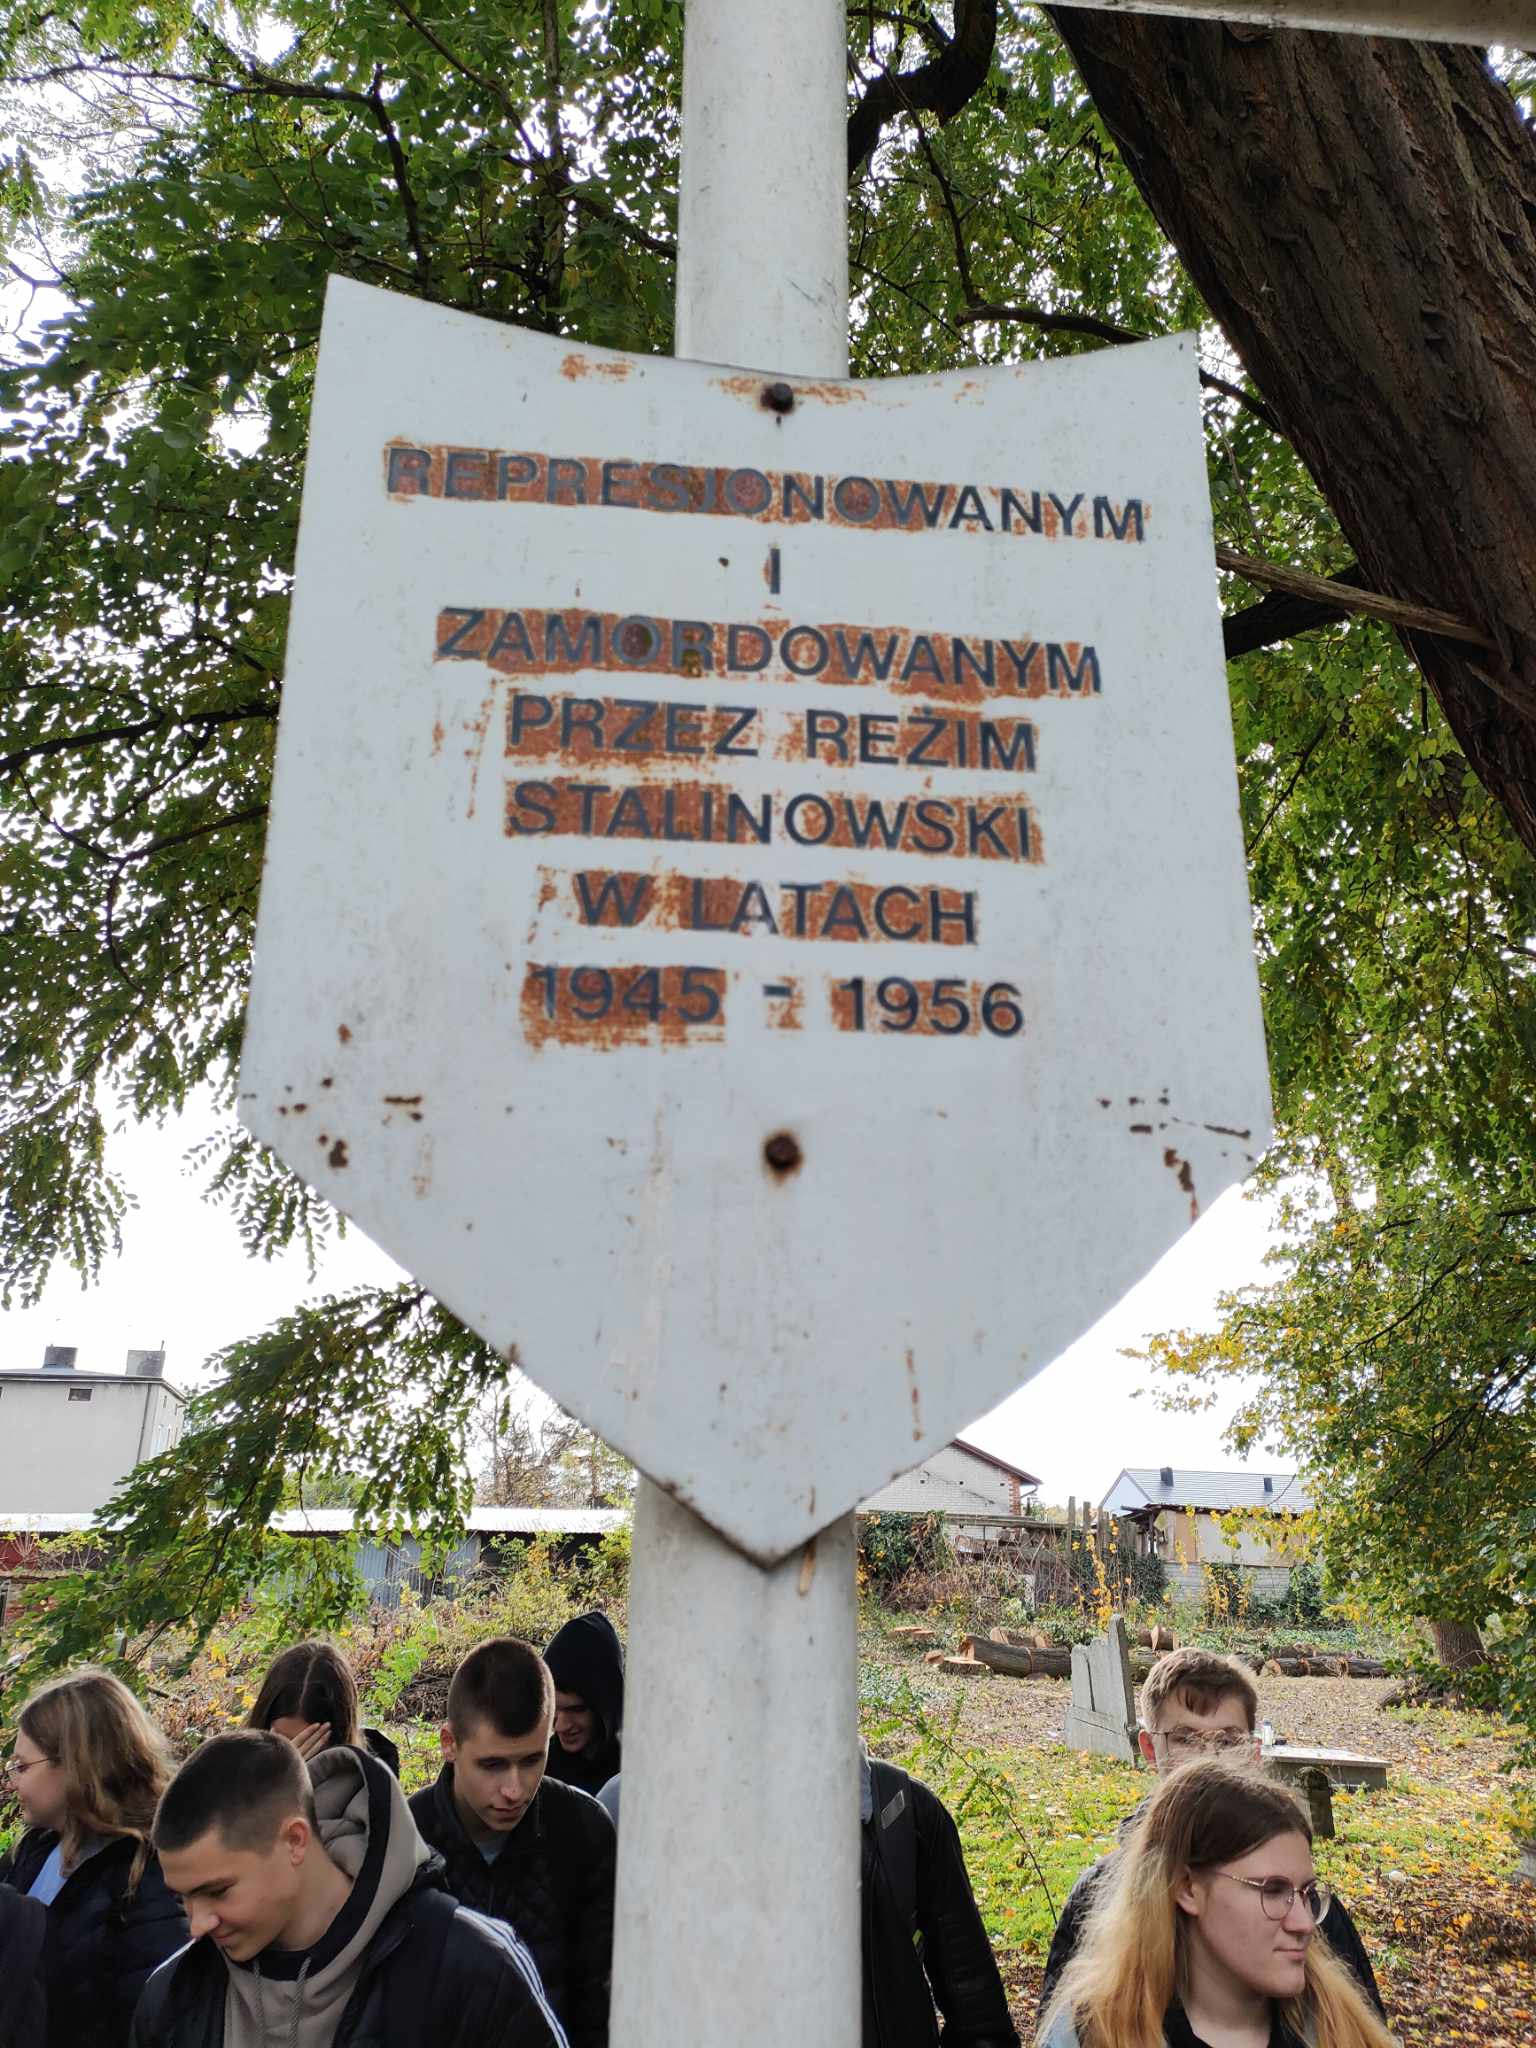 REPRESJONOWANYM
I
ZAMORDOWANYM
PRZEZ REŻIM
STALINOWSKI
W LATACH
1945 - 1956